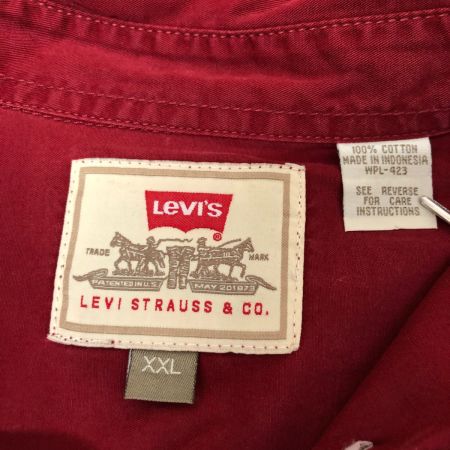 LEVI'S
®
TRADE MARK
PATENTED IN U.S. MAY 20 1873
LEVI STRAUSS & CO.
XXL
100% COTTON
MADE IN INDONESIA
WPL-423
SEE REVERSE
FOR CARE
INSTRUCTIONS